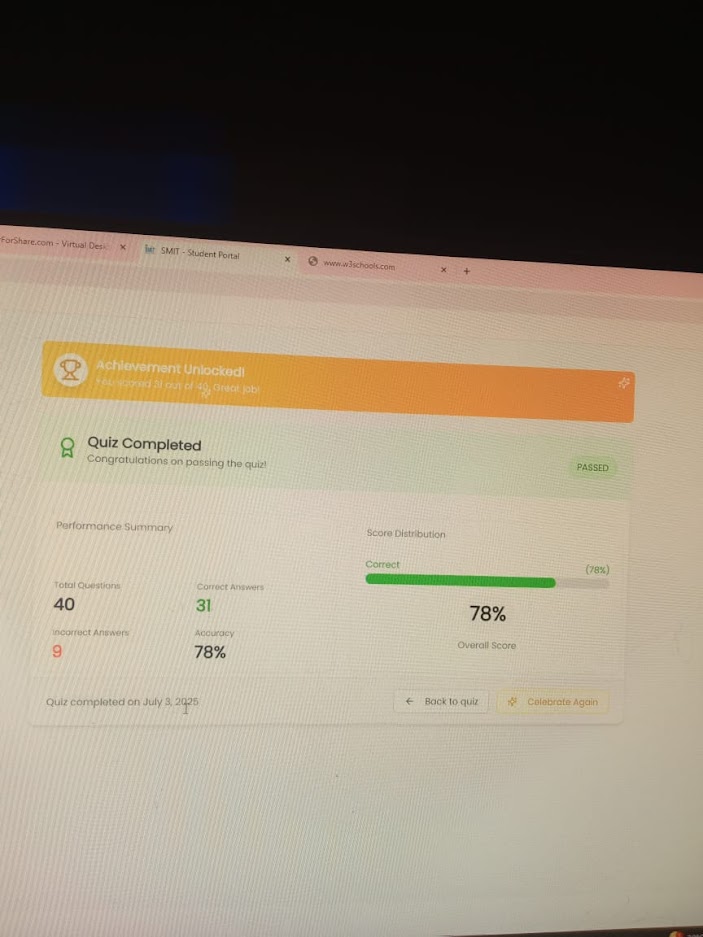 ForShare.com - Virtual Desk
SMIT - Student Portal
www.w3schools.com
Achievement Unlocked!
You scored 31 out of 40. Great job!
Quiz Completed
Congratulations on passing the quiz!
PASSED
Performance Summary
Total Questions
40
Correct Answers
31
Incorrect Answers
9
Accuracy
78%
Score Distribution
Correct
(78%)
78%
Overall Score
Quiz completed on July 3, 2025
Back to quiz
Celebrate Again